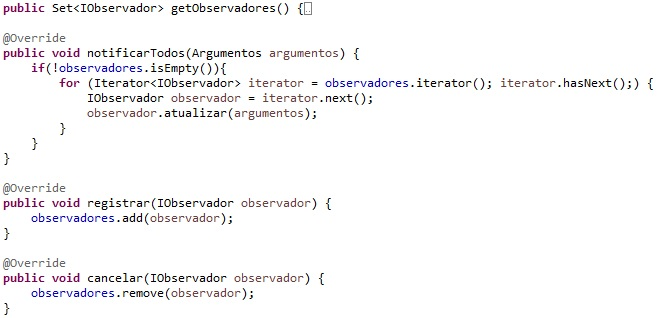 public Set<IObservador> getObservadores() {

@Override
public void notificarTodos(Argumentos argumentos) {
    if(!observadores.isEmpty()){
        for (Iterator<IObservador> iterator = observadores.iterator(); iterator.hasNext();) {
            IObservador observador = iterator.next();
            observador.atualizar(argumentos);
        }
    }
}

@Override
public void registrar(IObservador observador) {
    observadores.add(observador);
}

@Override
public void cancelar(IObservador observador) {
    observadores.remove(observador);
}